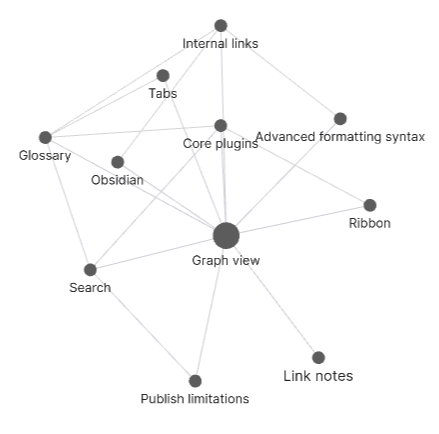 Internal links
Tabs
Core plugins
Advanced formatting syntax
Glossary
Obsidian
Ribbon
Graph view
Search
Link notes
Publish limitations